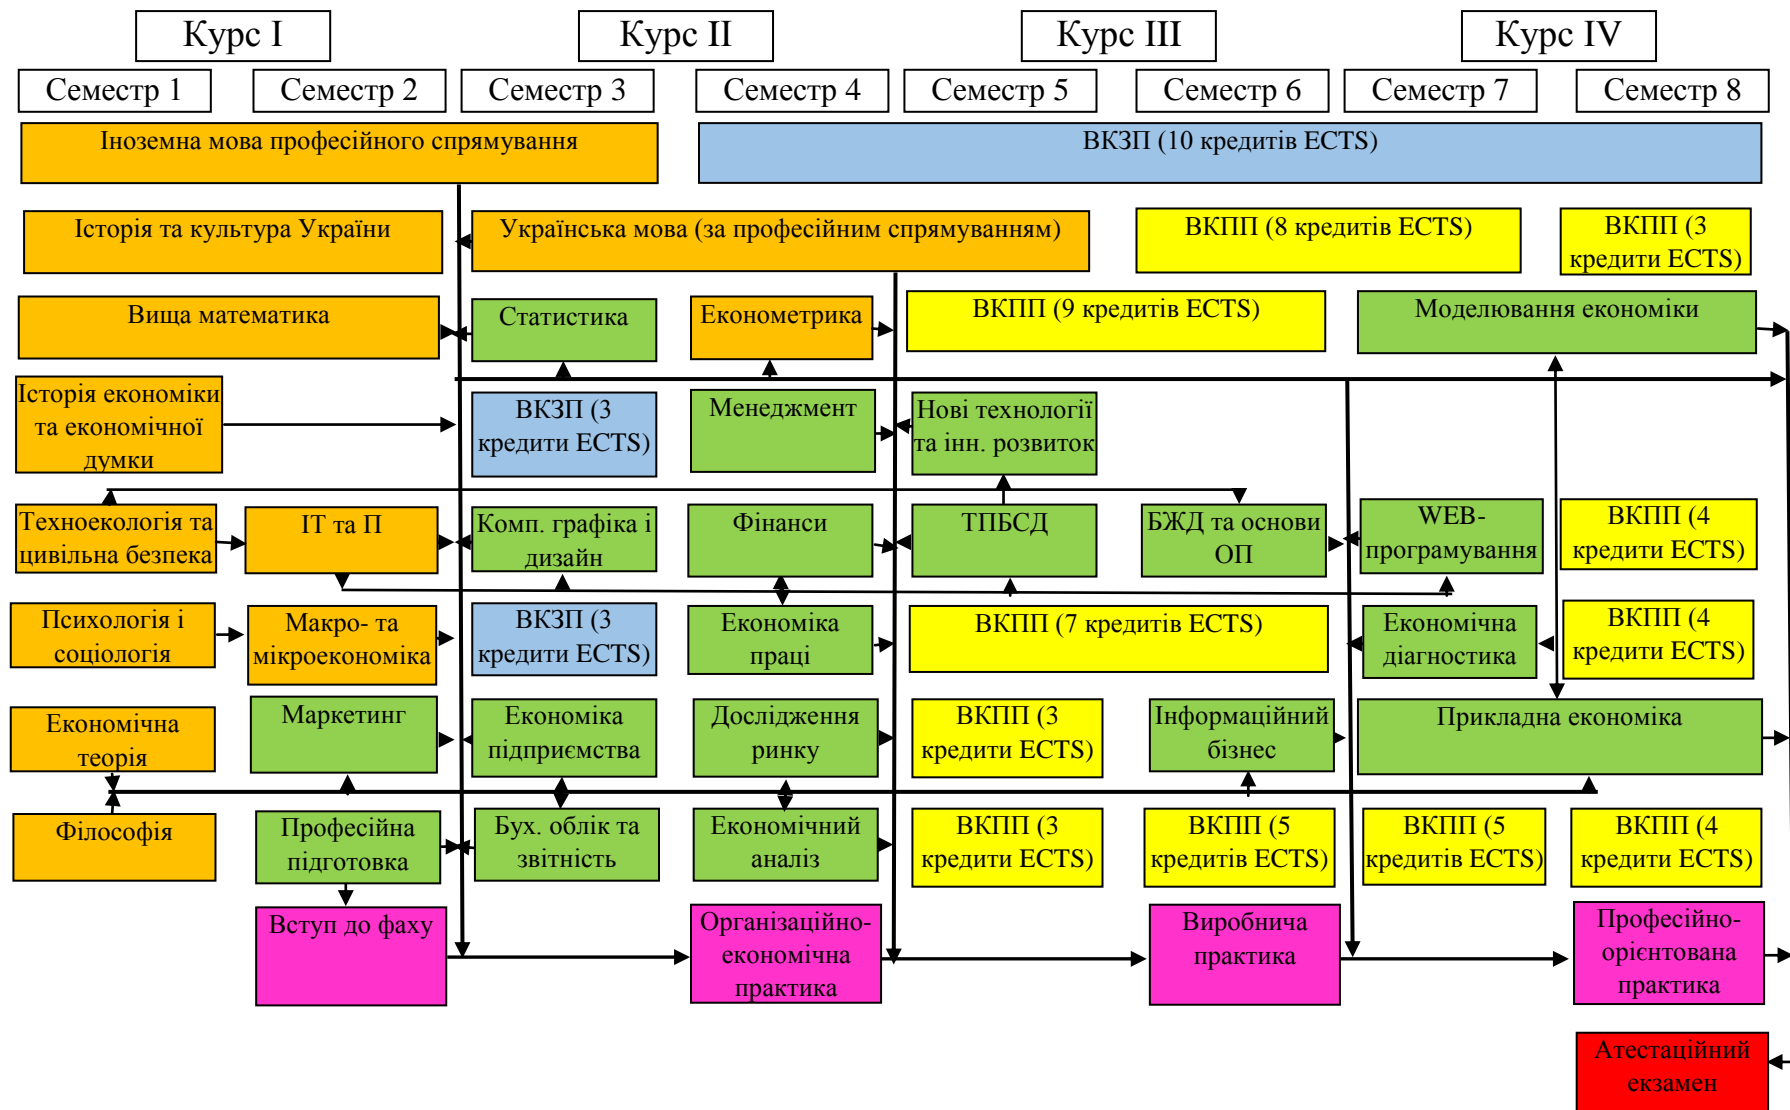 Курс I
Курс II
Курс III
Курс IV
Семестр 1
Семестр 2
Семестр 3
Семестр 4
Семестр 5
Семестр 6
Семестр 7
Семестр 8
Іноземна мова професійного спрямування
ВКЗП (10 кредитів ECTS)
Історія та культура України
Українська мова (за професійним спрямуванням)
ВКПП (8 кредитів ECTS)
ВКПП (3
кредити ECTS)
Вища математика
Статистика
Економетрика
ВКПП (9 кредитів ECTS)
Моделювання економіки
Історія економіки
та економічної
думки
ВКЗП (3
кредити ECTS)
Менеджмент
Нові технології
та інн. розвиток
Техноекологія та
цивільна безпека
ІТ та П
Комп. графіка і
дизайн
Фінанси
ТПБСД
БЖД та основи
ОП
WEB-
програмування
ВКПП (4
кредити ECTS)
Психологія і
соціологія
Макро- та
мікроекономіка
ВКЗП (3
кредити ECTS)
Економіка
праці
ВКПП (7 кредитів ECTS)
Економічна
діагностика
ВКПП (4
кредити ECTS)
Економічна
теорія
Маркетинг
Економіка
підприємства
Дослідження
ринку
ВКПП (3
кредити ECTS)
Інформаційний
бізнес
Прикладна економіка
Філософія
Професійна
підготовка
Бух. облік та
звітність
Економічний
аналіз
ВКПП (3
кредити ECTS)
ВКПП (5
кредитів ECTS)
ВКПП (5
кредитів ECTS)
ВКПП (4
кредити ECTS)
Вступ до фаху
Організаційно-
економічна
практика
Виробнича
практика
Професійно-
орієнтована
практика
Атестаційний
екзамен